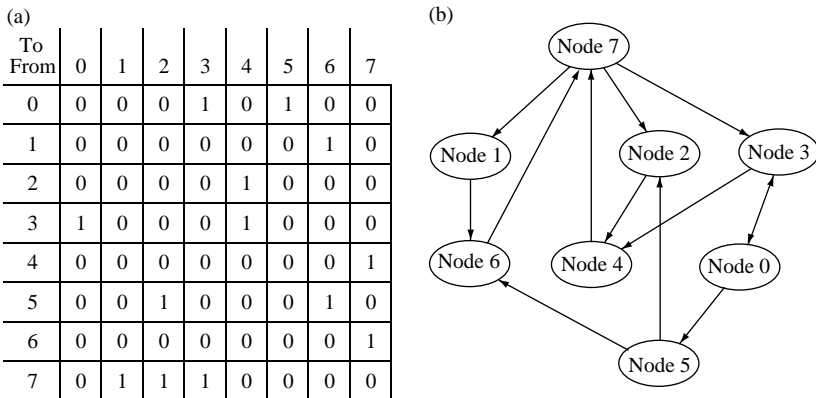 (a)
To
From 0 1 2 3 4 5 6 7
0 0 0 0 1 0 1 0 0
1 0 0 0 0 0 0 1 0
2 0 0 0 0 1 0 0 0
3 1 0 0 0 1 0 0 0
4 0 0 0 0 0 0 0 1
5 0 0 1 0 0 0 1 0
6 0 0 0 0 0 0 0 1
7 0 1 1 1 0 0 0 0
(b)
Node 7
Node 1 Node 2 Node 3
Node 6 Node 4 Node 0
Node 5